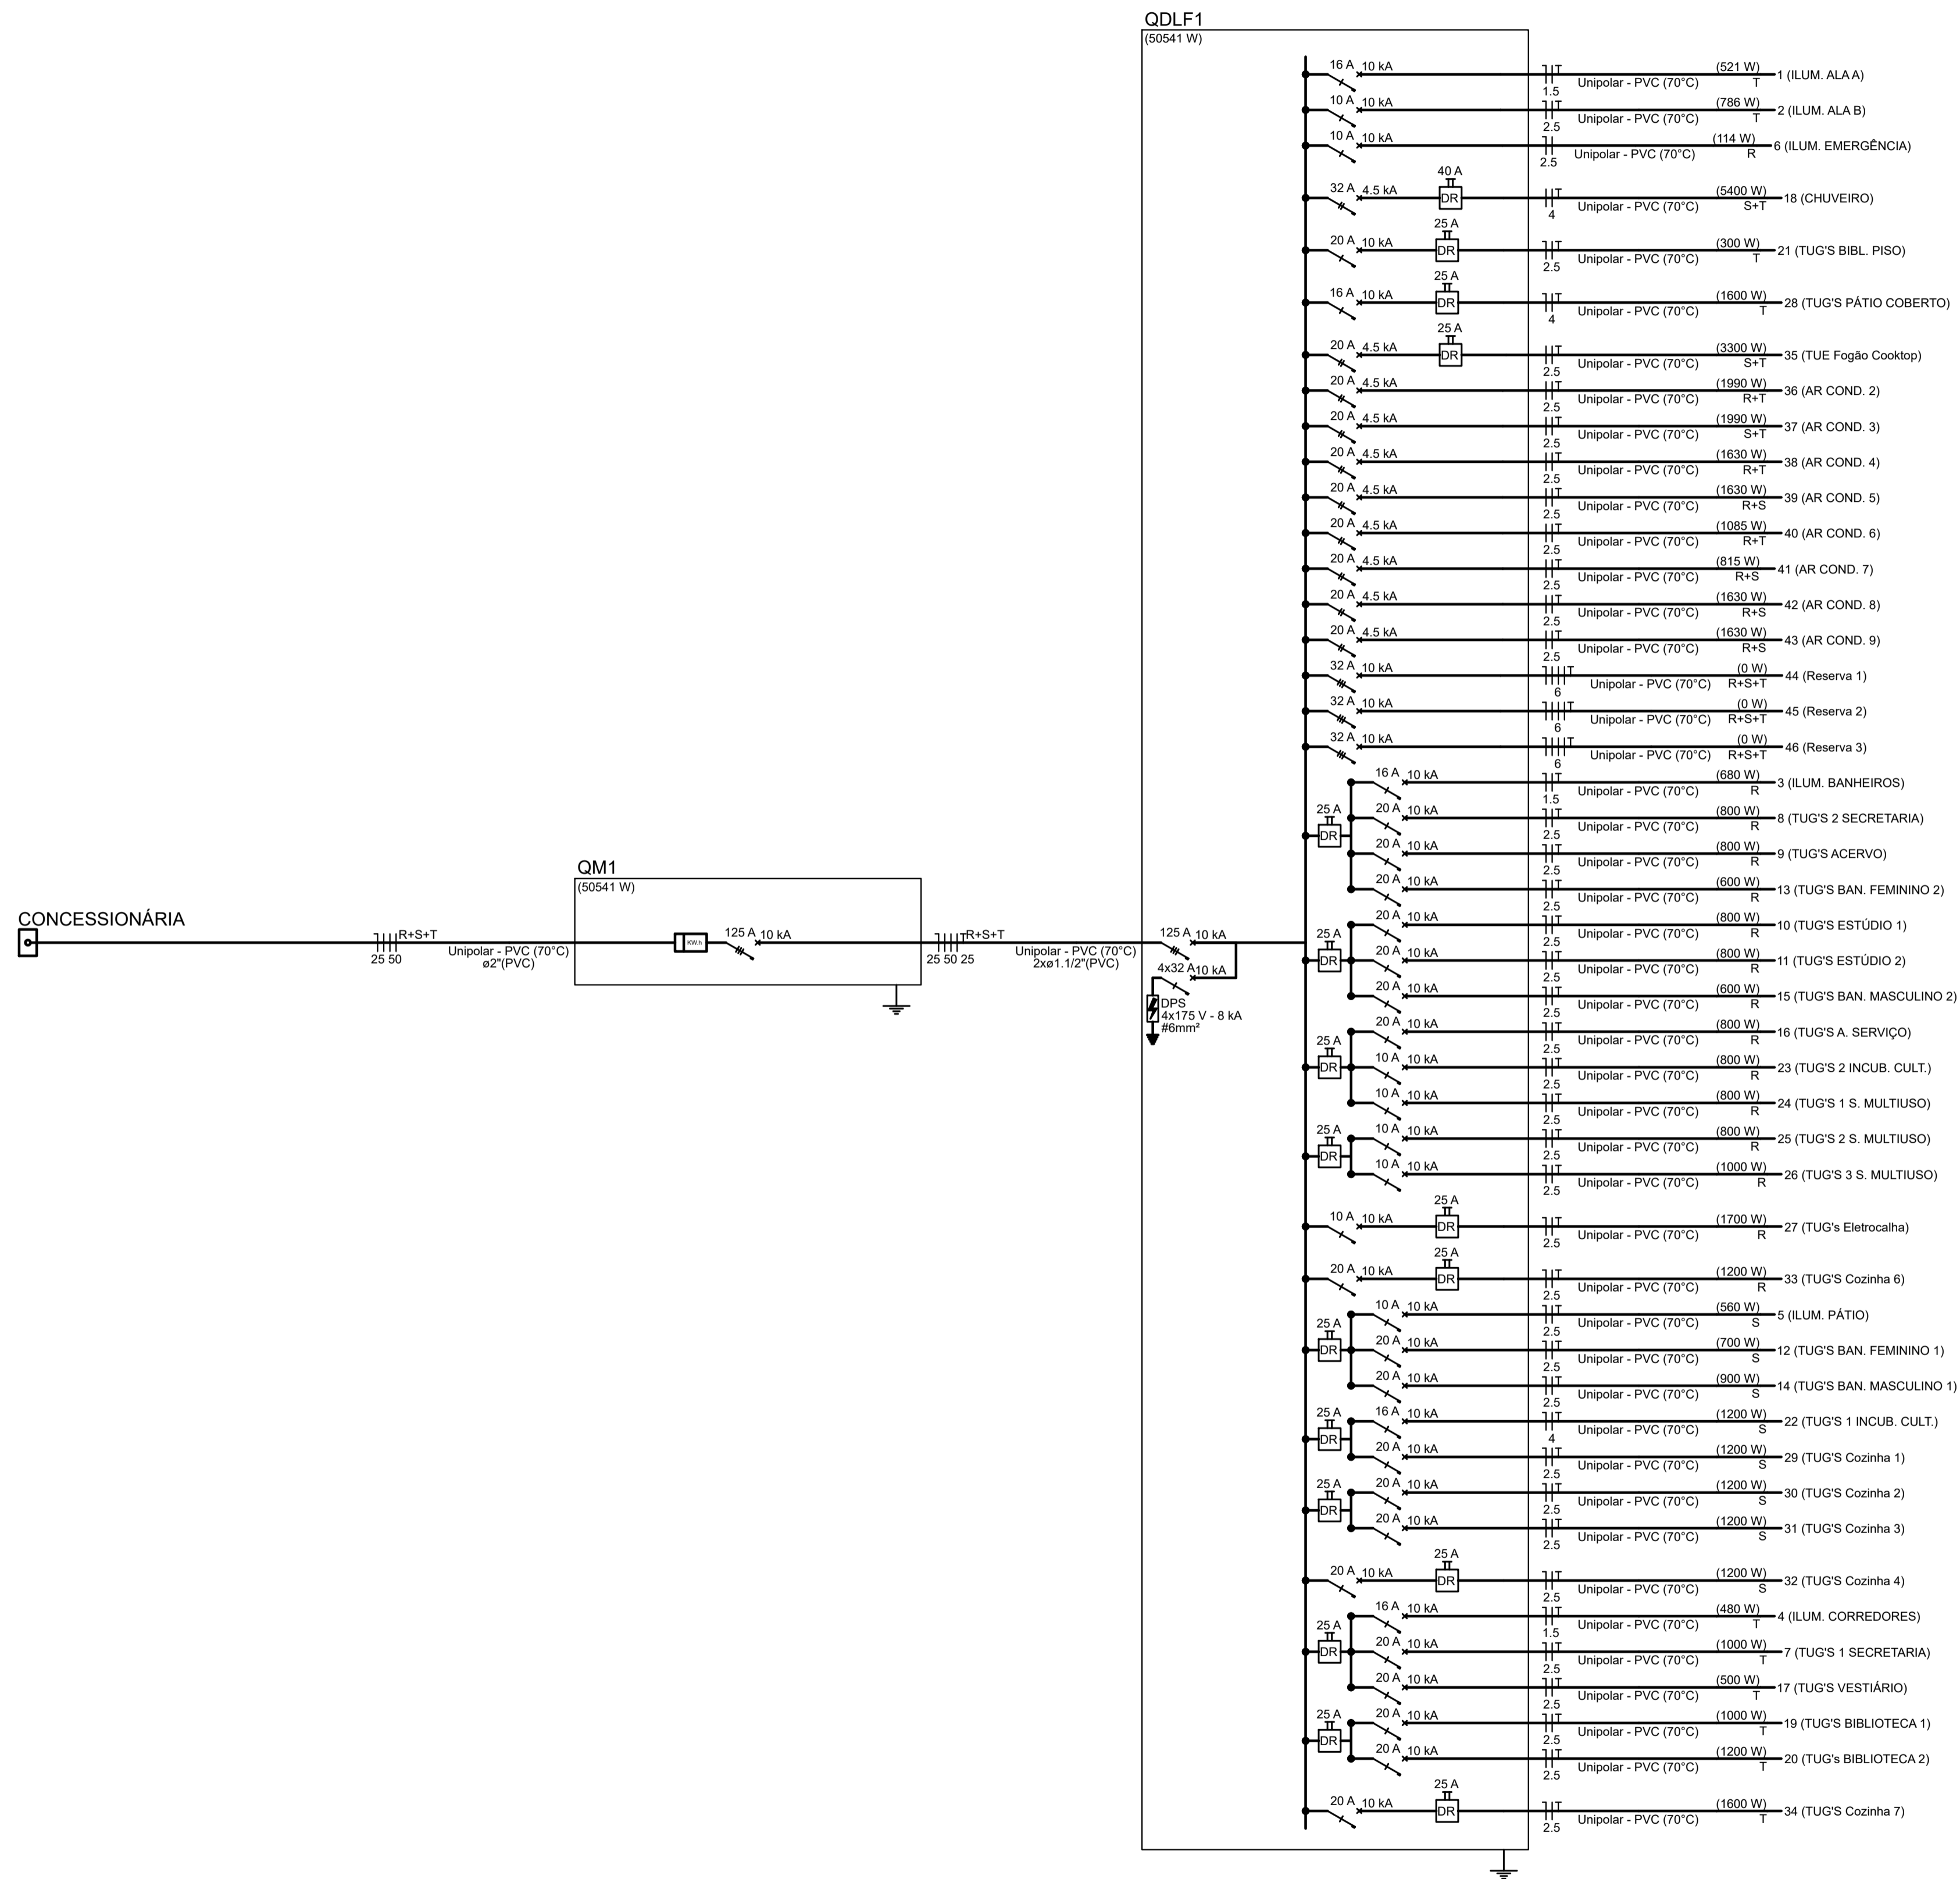 QDLF1
(50541 W)
16 A 10 kA 1.5 Unipolar - PVC (70°C) (521 W) T 1 (ILUM. ALA A)
10 A 10 kA 2.5 Unipolar - PVC (70°C) (786 W) T 2 (ILUM. ALA B)
10 A 10 kA 2.5 Unipolar - PVC (70°C) (114 W) R 6 (ILUM. EMERGÊNCIA)
32 A 4.5 kA 40 A DR 4 Unipolar - PVC (70°C) (5400 W) S+T 18 (CHUVEIRO)
20 A 10 kA 25 A DR 2.5 Unipolar - PVC (70°C) (300 W) T 21 (TUG'S BIBL. PISO)
16 A 10 kA 25 A DR 4 Unipolar - PVC (70°C) (1600 W) T 28 (TUG'S PÁTIO COBERTO)
20 A 4.5 kA 25 A DR 2.5 Unipolar - PVC (70°C) (3300 W) S+T 35 (TUE Fogão Cooktop)
20 A 4.5 kA 2.5 Unipolar - PVC (70°C) (1990 W) R+T 36 (AR COND. 2)
20 A 4.5 kA 2.5 Unipolar - PVC (70°C) (1990 W) S+T 37 (AR COND. 3)
20 A 4.5 kA 2.5 Unipolar - PVC (70°C) (1630 W) R+T 38 (AR COND. 4)
20 A 4.5 kA 2.5 Unipolar - PVC (70°C) (1630 W) R+S 39 (AR COND. 5)
20 A 4.5 kA 2.5 Unipolar - PVC (70°C) (1085 W) R+T 40 (AR COND. 6)
20 A 4.5 kA 2.5 Unipolar - PVC (70°C) (815 W) R+S 41 (AR COND. 7)
20 A 4.5 kA 2.5 Unipolar - PVC (70°C) (1630 W) R+S 42 (AR COND. 8)
20 A 4.5 kA 2.5 Unipolar - PVC (70°C) (1630 W) R+S 43 (AR COND. 9)
32 A 10 kA 6 Unipolar - PVC (70°C) (0 W) R+S+T 44 (Reserva 1)
32 A 10 kA 6 Unipolar - PVC (70°C) (0 W) R+S+T 45 (Reserva 2)
32 A 10 kA 6 Unipolar - PVC (70°C) (0 W) R+S+T 46 (Reserva 3)
25 A DR
16 A 10 kA 1.5 Unipolar - PVC (70°C) (680 W) R 3 (ILUM. BANHEIROS)
20 A 10 kA 2.5 Unipolar - PVC (70°C) (800 W) R 8 (TUG'S 2 SECRETARIA)
20 A 10 kA 2.5 Unipolar - PVC (70°C) (800 W) R 9 (TUG'S ACERVO)
20 A 10 kA 2.5 Unipolar - PVC (70°C) (600 W) R 13 (TUG'S BAN. FEMININO 2)
QM1
(50541 W)
CONCESSIONÁRIA
R+S+T
25 50
Unipolar - PVC (70°C)
ø2"(PVC)
KW.h
125 A 10 kA
R+S+T
25 50 25
Unipolar - PVC (70°C)
2xø1.1/2"(PVC)
125 A 10 kA
4x32 A 10 kA
DPS
4x175 V - 8 kA
#6mm²
25 A DR
20 A 10 kA 2.5 Unipolar - PVC (70°C) (800 W) R 10 (TUG'S ESTÚDIO 1)
20 A 10 kA 2.5 Unipolar - PVC (70°C) (800 W) R 11 (TUG'S ESTÚDIO 2)
20 A 10 kA 2.5 Unipolar - PVC (70°C) (600 W) R 15 (TUG'S BAN. MASCULINO 2)
25 A DR
20 A 10 kA 2.5 Unipolar - PVC (70°C) (800 W) R 16 (TUG'S A. SERVIÇO)
10 A 10 kA 2.5 Unipolar - PVC (70°C) (800 W) R 23 (TUG'S 2 INCUB. CULT.)
10 A 10 kA 2.5 Unipolar - PVC (70°C) (800 W) R 24 (TUG'S 1 S. MULTIUSO)
25 A DR
10 A 10 kA 2.5 Unipolar - PVC (70°C) (800 W) R 25 (TUG'S 2 S. MULTIUSO)
10 A 10 kA 2.5 Unipolar - PVC (70°C) (1000 W) R 26 (TUG'S 3 S. MULTIUSO)
10 A 10 kA 25 A DR 2.5 Unipolar - PVC (70°C) (1700 W) R 27 (TUG's Eletrocalha)
20 A 10 kA 25 A DR 2.5 Unipolar - PVC (70°C) (1200 W) R 33 (TUG'S Cozinha 6)
25 A DR
10 A 10 kA 2.5 Unipolar - PVC (70°C) (560 W) S 5 (ILUM. PÁTIO)
20 A 10 kA 2.5 Unipolar - PVC (70°C) (700 W) S 12 (TUG'S BAN. FEMININO 1)
20 A 10 kA 2.5 Unipolar - PVC (70°C) (900 W) S 14 (TUG'S BAN. MASCULINO 1)
25 A DR
16 A 10 kA 4 Unipolar - PVC (70°C) (1200 W) S 22 (TUG'S 1 INCUB. CULT.)
20 A 10 kA 2.5 Unipolar - PVC (70°C) (1200 W) S 29 (TUG'S Cozinha 1)
25 A DR
20 A 10 kA 2.5 Unipolar - PVC (70°C) (1200 W) S 30 (TUG'S Cozinha 2)
20 A 10 kA 2.5 Unipolar - PVC (70°C) (1200 W) S 31 (TUG'S Cozinha 3)
20 A 10 kA 25 A DR 2.5 Unipolar - PVC (70°C) (1200 W) S 32 (TUG'S Cozinha 4)
25 A DR
16 A 10 kA 1.5 Unipolar - PVC (70°C) (480 W) T 4 (ILUM. CORREDORES)
20 A 10 kA 2.5 Unipolar - PVC (70°C) (1000 W) T 7 (TUG'S 1 SECRETARIA)
20 A 10 kA 2.5 Unipolar - PVC (70°C) (500 W) T 17 (TUG'S VESTIÁRIO)
25 A DR
20 A 10 kA 2.5 Unipolar - PVC (70°C) (1000 W) T 19 (TUG'S BIBLIOTECA 1)
20 A 10 kA 2.5 Unipolar - PVC (70°C) (1200 W) T 20 (TUG's BIBLIOTECA 2)
20 A 10 kA 25 A DR 2.5 Unipolar - PVC (70°C) (1600 W) T 34 (TUG'S Cozinha 7)